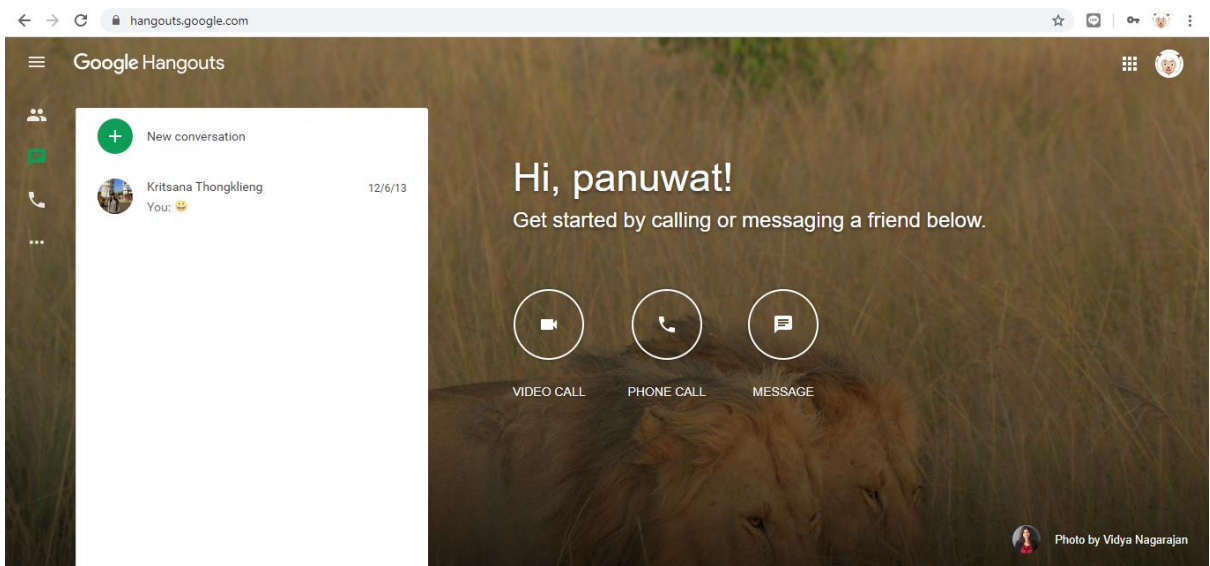 hangouts.google.com
Google Hangouts
New conversation
Kritsana Thongklieng 12/6/13
You: 😃
Hi, panuwat!
Get started by calling or messaging a friend below.
VIDEO CALL PHONE CALL MESSAGE
Photo by Vidya Nagarajan